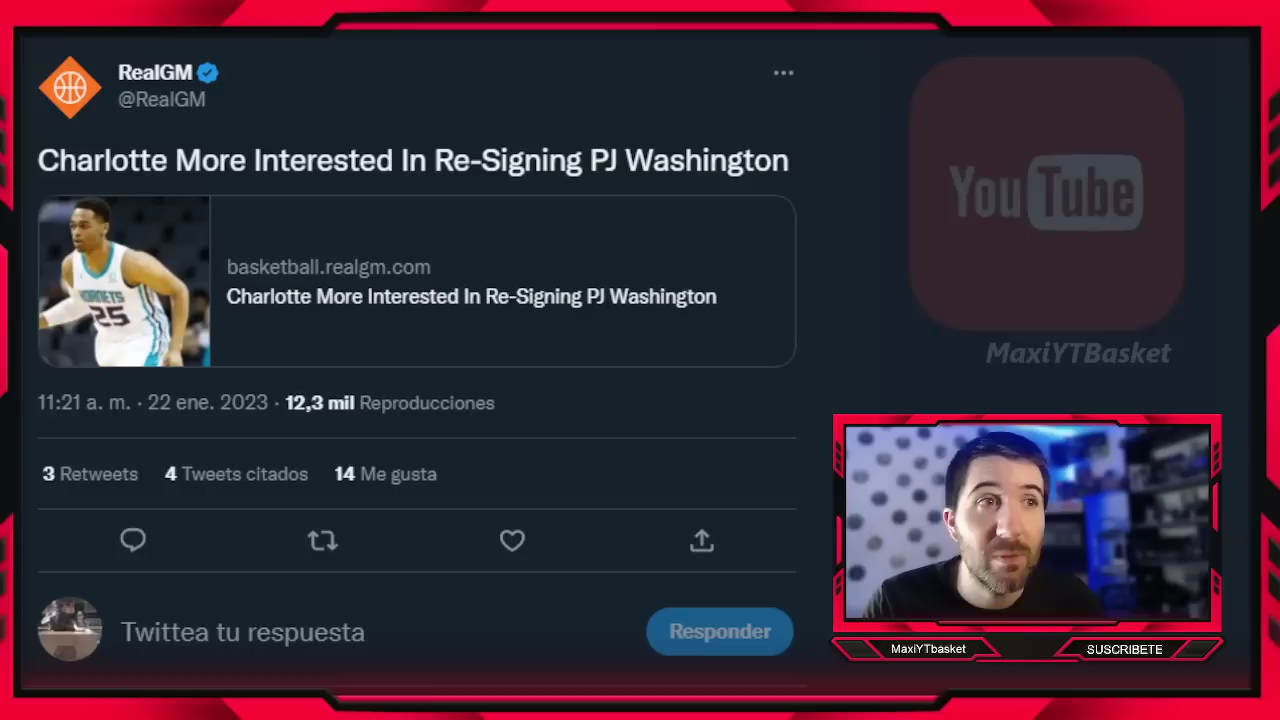 RealGM
@RealGM
Charlotte More Interested In Re-Signing PJ Washington
HORNETS
25
basketball.realgm.com
Charlotte More Interested In Re-Signing PJ Washington
11:21 a. m. · 22 ene. 2023 · 12,3 mil Reproducciones
3 Retweets 4 Tweets citados 14 Me gusta
Twittea tu respuesta
Responder
YouTube
MaxiYTBasket
MaxiYTbasket
SUSCRIBETE